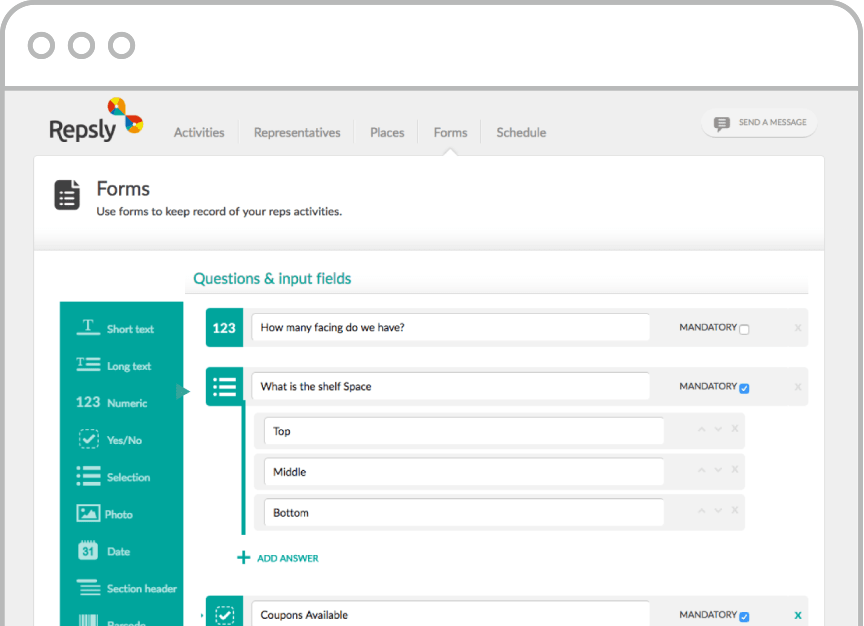 Repsly
Activities
Representatives
Places
Forms
Schedule
SEND A MESSAGE
Forms
Use forms to keep record of your reps activities.
Questions & input fields
T Short text
T Long text
123 Numeric
Yes/No
Selection
Photo
31 Date
Section header
Barcode
123 How many facing do we have? MANDATORY x
What is the shelf Space MANDATORY x
Top x
Middle x
Bottom x
+ ADD ANSWER
Coupons Available MANDATORY x